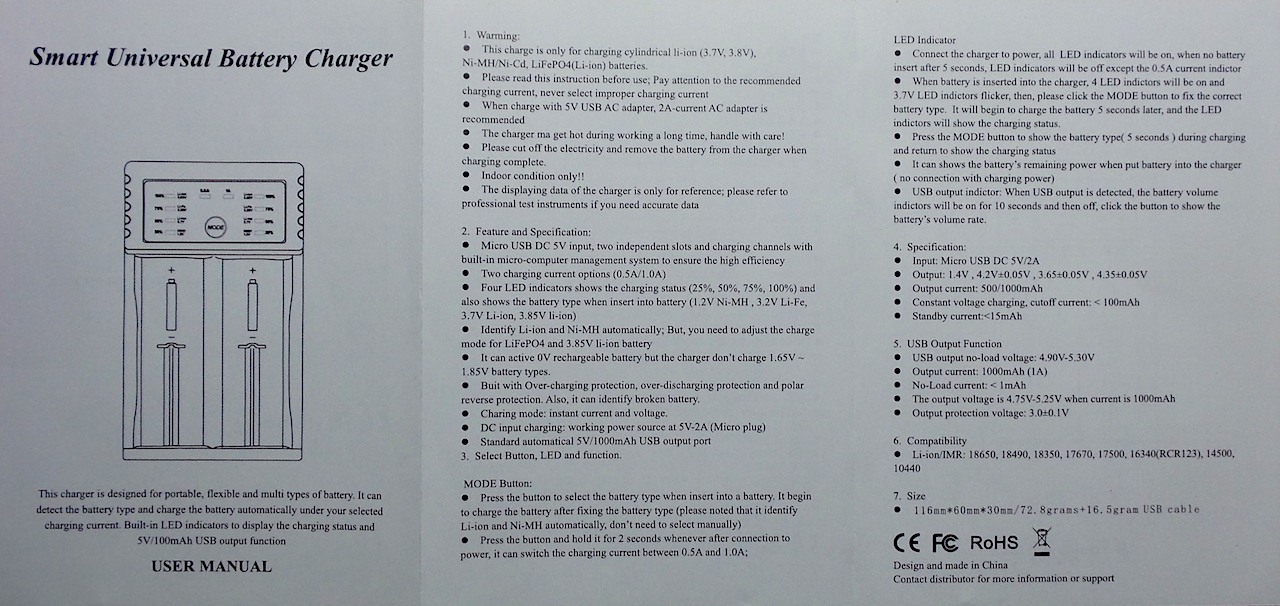 Smart Universal Battery Charger
MODE
+ +
− −
This charger is designed for portable, flexible and multi types of battery. It can
detect the battery type and charge the battery automatically under your selected
charging current. Built-in LED indicators to display the charging status and
5V/100mAh USB output function
USER MANUAL
1. Warming:
● This charge is only for charging cylindrical li-ion (3.7V, 3.8V),
Ni-MH/Ni-Cd, LiFePO4(Li-ion) batteries.
● Please read this instruction before use; Pay attention to the recommended
charging current, never select improper charging current
● When charge with 5V USB AC adapter, 2A-current AC adapter is
recommended
● The charger ma get hot during working a long time, handle with care!
● Please cut off the electricity and remove the battery from the charger when
charging complete.
● Indoor condition only!!
● The displaying data of the charger is only for reference; please refer to
professional test instruments if you need accurate data
2. Feature and Specification:
● Micro USB DC 5V input, two independent slots and charging channels with
built-in micro-computer management system to ensure the high efficiency
● Two charging current options (0.5A/1.0A)
● Four LED indicators shows the charging status (25%, 50%, 75%, 100%) and
also shows the battery type when insert into battery (1.2V Ni-MH , 3.2V Li-Fe,
3.7V Li-ion, 3.85V li-ion)
● Identify Li-ion and Ni-MH automatically; But, you need to adjust the charge
mode for LiFePO4 and 3.85V li-ion battery
● It can active 0V rechargeable battery but the charger don't charge 1.65V ~
1.85V battery types.
● Buit with Over-charging protection, over-discharging protection and polar
reverse protection. Also, it can identify broken battery.
● Charing mode: instant current and voltage.
● DC input charging: working power source at 5V-2A (Micro plug)
● Standard automatical 5V/1000mAh USB output port
3. Select Button, LED and function.
MODE Button:
● Press the button to select the battery type when insert into a battery. It begin
to charge the battery after fixing the battery type (please noted that it identify
Li-ion and Ni-MH automatically, don't need to select manually)
● Press the button and hold it for 2 seconds whenever after connection to
power, it can switch the charging current between 0.5A and 1.0A;
LED Indicator
● Connect the charger to power, all LED indicators will be on, when no battery
insert after 5 seconds, LED indicators will be off except the 0.5A current indictor
● When battery is inserted into the charger, 4 LED indictors will be on and
3.7V LED indictors flicker, then, please click the MODE button to fix the correct
battery type. It will begin to charge the battery 5 seconds later, and the LED
indictors will show the charging status.
● Press the MODE button to show the battery type( 5 seconds ) during charging
and return to show the charging status
● It can shows the battery's remaining power when put battery into the charger
( no connection with charging power)
● USB output indictor: When USB output is detected, the battery volume
indictors will be on for 10 seconds and then off, click the button to show the
battery's volume rate.
4. Specification:
● Input: Micro USB DC 5V/2A
● Output: 1.4V , 4.2V±0.05V , 3.65±0.05V , 4.35±0.05V
● Output current: 500/1000mAh
● Constant voltage charging, cutoff current: < 100mAh
● Standby current:<15mAh
5. USB Output Function
● USB output no-load voltage: 4.90V-5.30V
● Output current: 1000mAh (1A)
● No-Load current: < 1mAh
● The output voltage is 4.75V-5.25V when current is 1000mAh
● Output protection voltage: 3.0±0.1V
6. Compatibility
● Li-ion/IMR: 18650, 18490, 18350, 17670, 17500, 16340(RCR123), 14500,
10440
7. Size
● 116mm*60mm*30mm/72.8grams+16.5gram USB cable
CE FC RoHS
Design and made in China
Contact distributor for more information or support